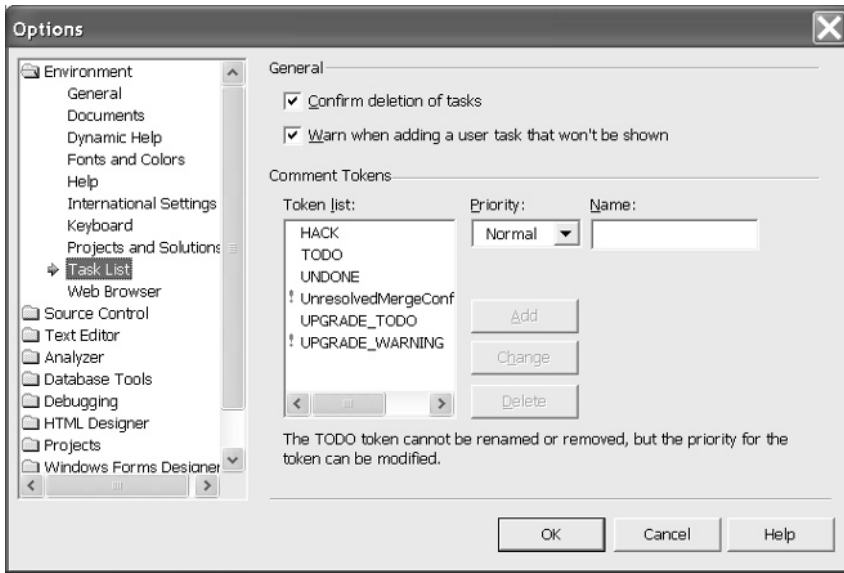 Options
Environment
General
Documents
Dynamic Help
Fonts and Colors
Help
International Settings
Keyboard
Projects and Solutions
Task List
Web Browser
Source Control
Text Editor
Analyzer
Database Tools
Debugging
HTML Designer
Projects
Windows Forms Designer
General
Confirm deletion of tasks
Warn when adding a user task that won't be shown
Comment Tokens
Token list:
HACK
TODO
UNDONE
! UnresolvedMergeConf
UPGRADE_TODO
! UPGRADE_WARNING
Priority:
Normal
Name:
Add
Change
Delete
The TODO token cannot be renamed or removed, but the priority for the
token can be modified.
OK
Cancel
Help